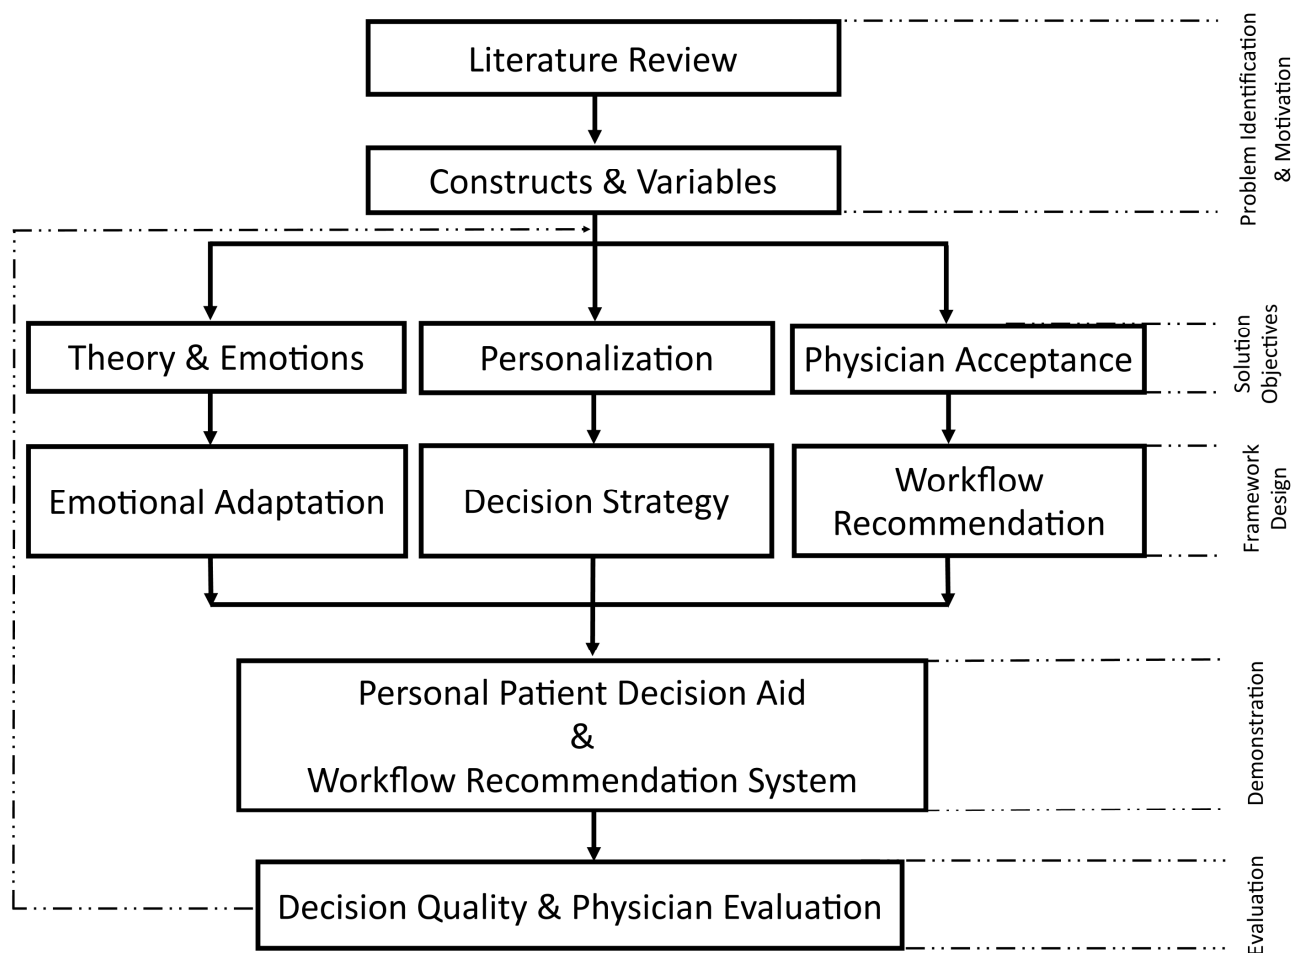 Literature Review
Problem Identification
& Motivation
Constructs & Variables
Theory & Emotions
Personalization
Physician Acceptance
Solution
Objectives
Emotional Adaptation
Decision Strategy
Workflow
Recommendation
Framework
Design
Personal Patient Decision Aid
&
Workflow Recommendation System
Demonstration
Decision Quality & Physician Evaluation
Evaluation